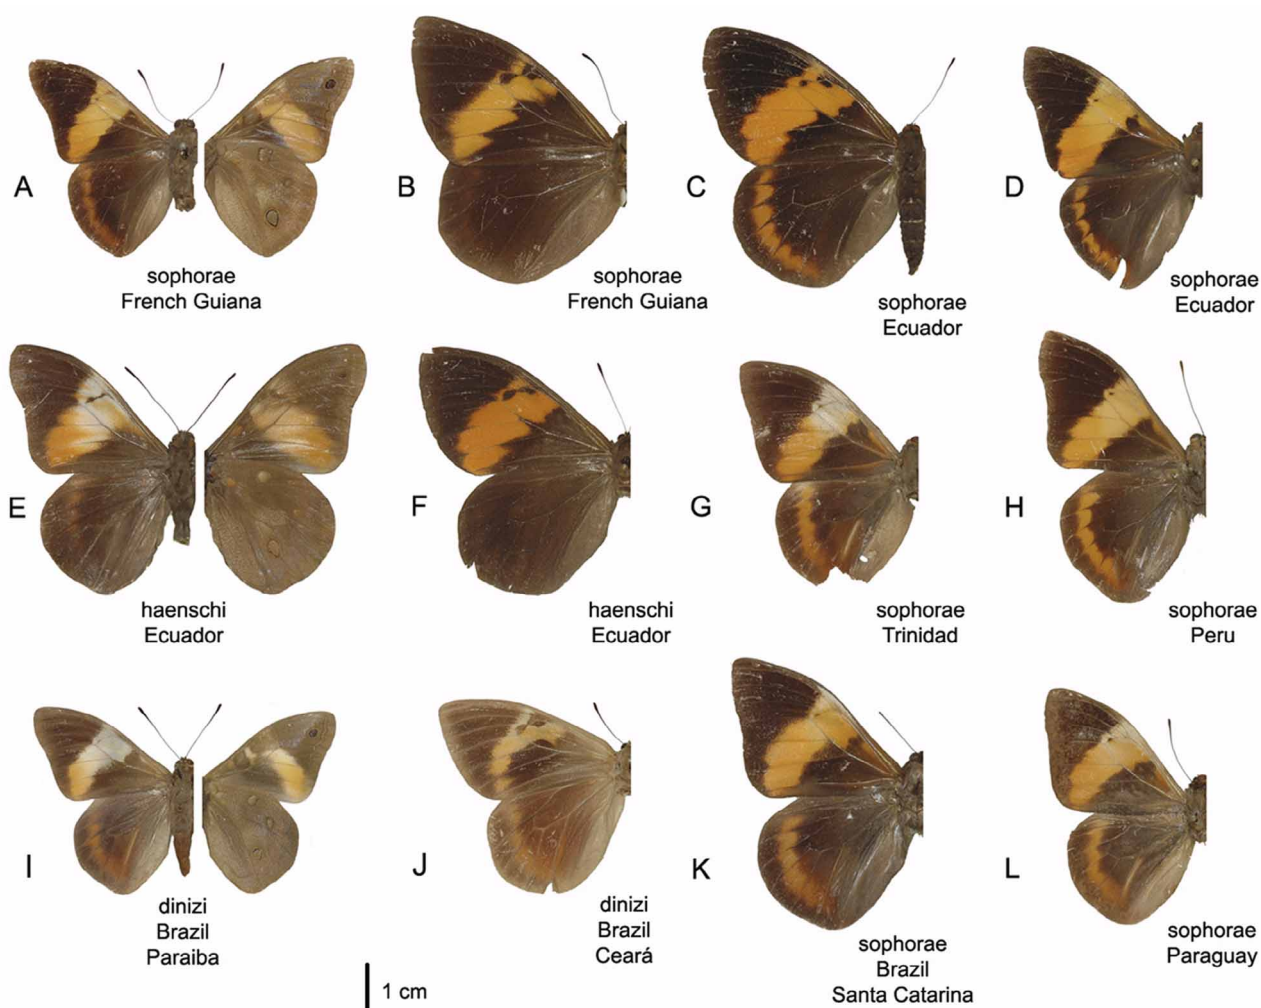 A
B
C
D
sophorae
French Guiana
sophorae
French Guiana
sophorae
Ecuador
sophorae
Ecuador
E
F
G
H
haenschi
Ecuador
haenschi
Ecuador
sophorae
Trinidad
sophorae
Peru
I
J
K
L
dinizi
Brazil
Paraiba
dinizi
Brazil
Ceará
sophorae
Brazil
Santa Catarina
sophorae
Paraguay
1 cm